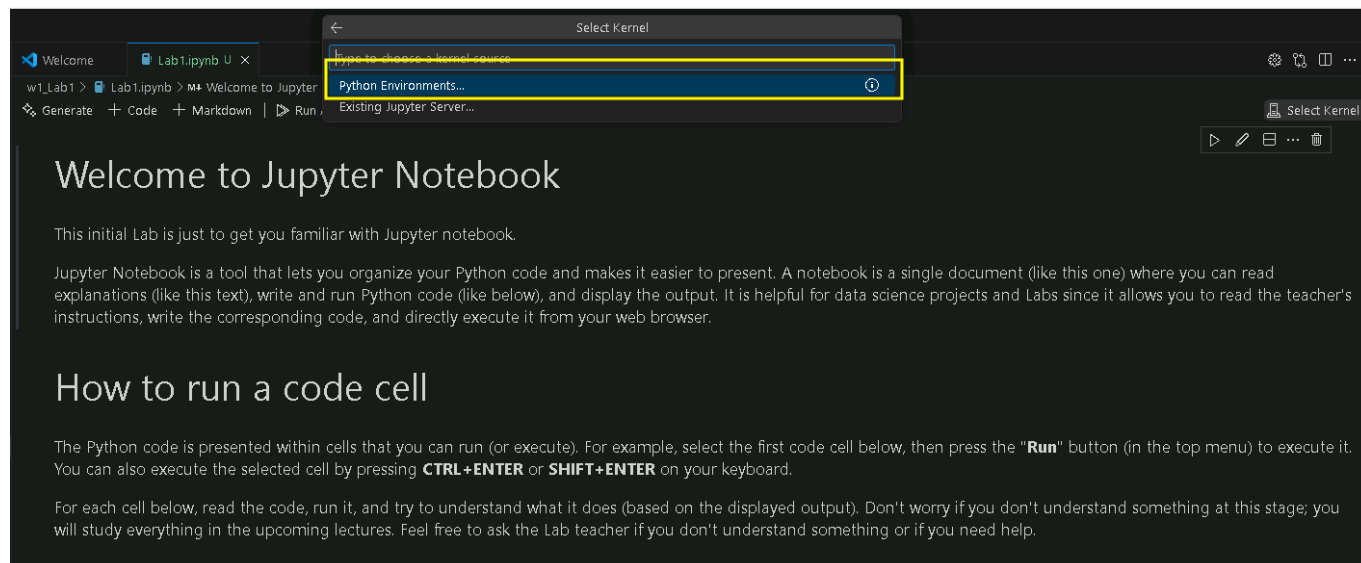 Select Kernel
Type to choose a kernel source
Python Environments...
Existing Jupyter Server...
Welcome
Lab1.ipynb U
w1_Lab1 > Lab1.ipynb > M↓ Welcome to Jupyter
Generate + Code + Markdown | Run
Select Kernel
Welcome to Jupyter Notebook
This initial Lab is just to get you familiar with Jupyter notebook.
Jupyter Notebook is a tool that lets you organize your Python code and makes it easier to present. A notebook is a single document (like this one) where you can read
explanations (like this text), write and run Python code (like below), and display the output. It is helpful for data science projects and Labs since it allows you to read the teacher's
instructions, write the corresponding code, and directly execute it from your web browser.
How to run a code cell
The Python code is presented within cells that you can run (or execute). For example, select the first code cell below, then press the "Run" button (in the top menu) to execute it.
You can also execute the selected cell by pressing CTRL+ENTER or SHIFT+ENTER on your keyboard.
For each cell below, read the code, run it, and try to understand what it does (based on the displayed output). Don't worry if you don't understand something at this stage; you
will study everything in the upcoming lectures. Feel free to ask the Lab teacher if you don't understand something or if you need help.